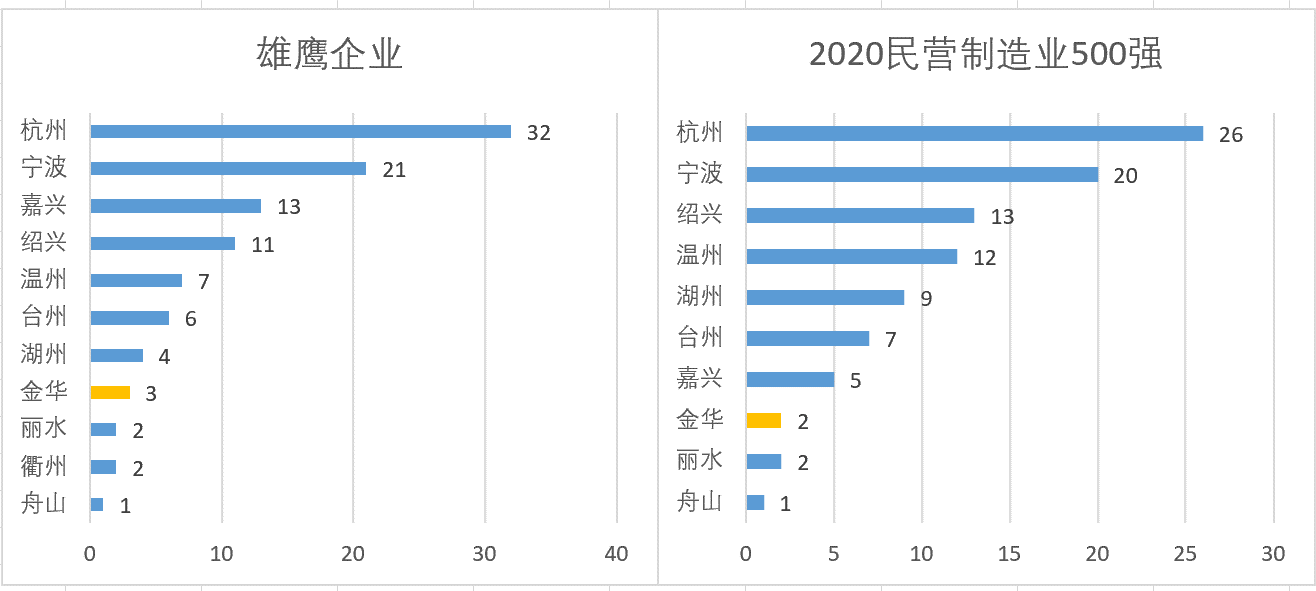 雄鹰企业
杭州 32
宁波 21
嘉兴 13
绍兴 11
温州 7
台州 6
湖州 4
金华 3
丽水 2
衢州 2
舟山 1
0 10 20 30 40
2020民营制造业500强
杭州 26
宁波 20
绍兴 13
温州 12
湖州 9
台州 7
嘉兴 5
金华 2
丽水 2
舟山 1
0 5 10 15 20 25 30